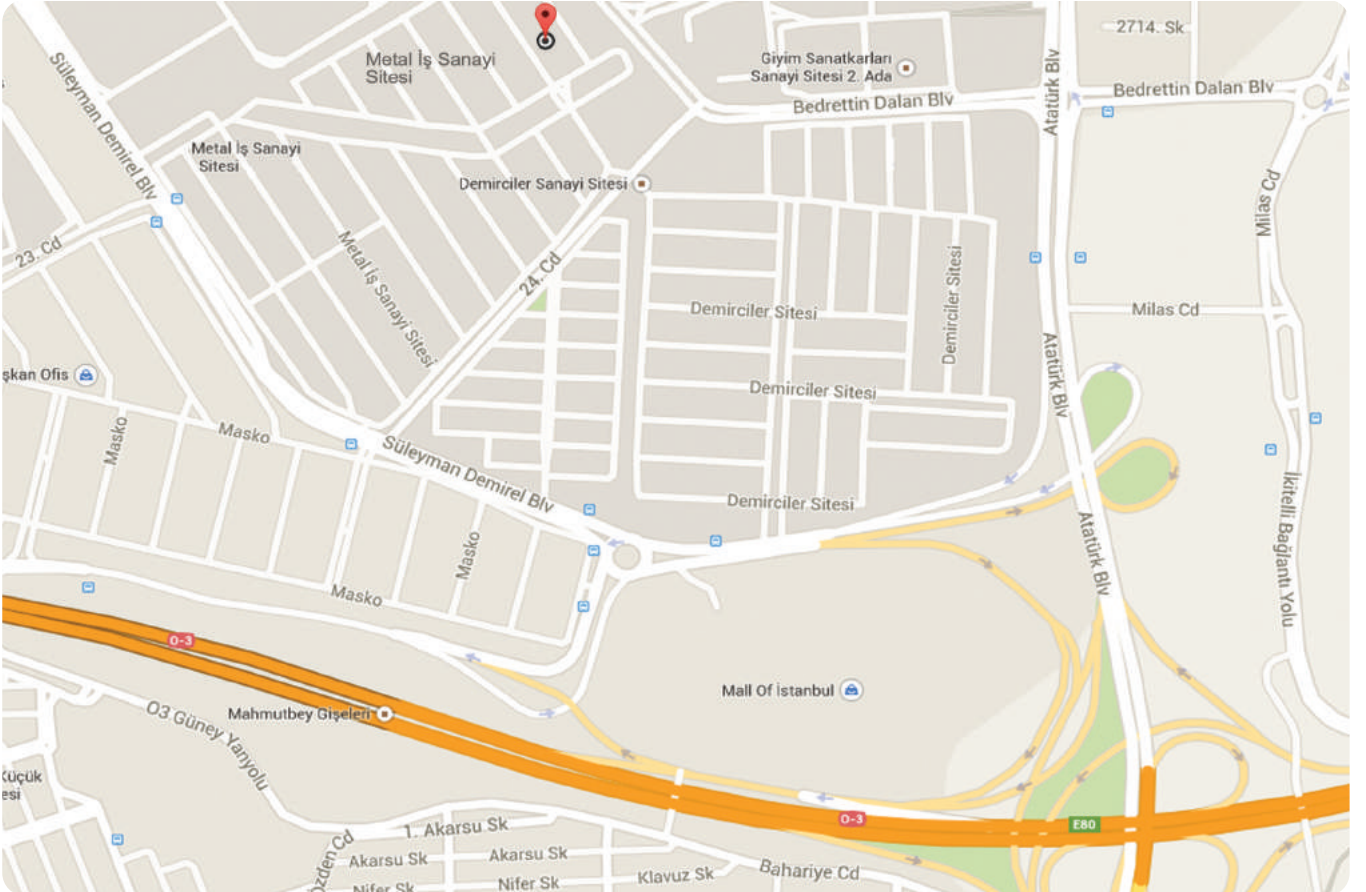 2714. Sk
Metal İş Sanayi
Sitesi
Giyim Sanatkarları
Sanayi Sitesi 2. Ada
Atatürk Blv
Bedrettin Dalan Blv
Bedrettin Dalan Blv
Süleyman Demirel Blv
Metal İş Sanayi
Sitesi
Demirciler Sanayi Sitesi
Milas Cd
23. Cd
24. Cd
Metal İş Sanayi Sitesi
Demirciler Sitesi
Demirciler Sitesi
Milas Cd
şkan Ofis
Atatürk Blv
Demirciler Sitesi
Masko
Masko
Süleyman Demirel Blv
Demirciler Sitesi
İkitelli Bağlantı Yolu
Atatürk Blv
Masko
Masko
O-3
Mall Of İstanbul
Mahmutbey Gişeleri
O3 Güney Yanyolu
Küçük
esi
O-3
E80
1. Akarsu Sk
özden Cd
Akarsu Sk
Akarsu Sk
Bahariye Cd
Klavuz Sk
Nifer Sk
Nifer Sk